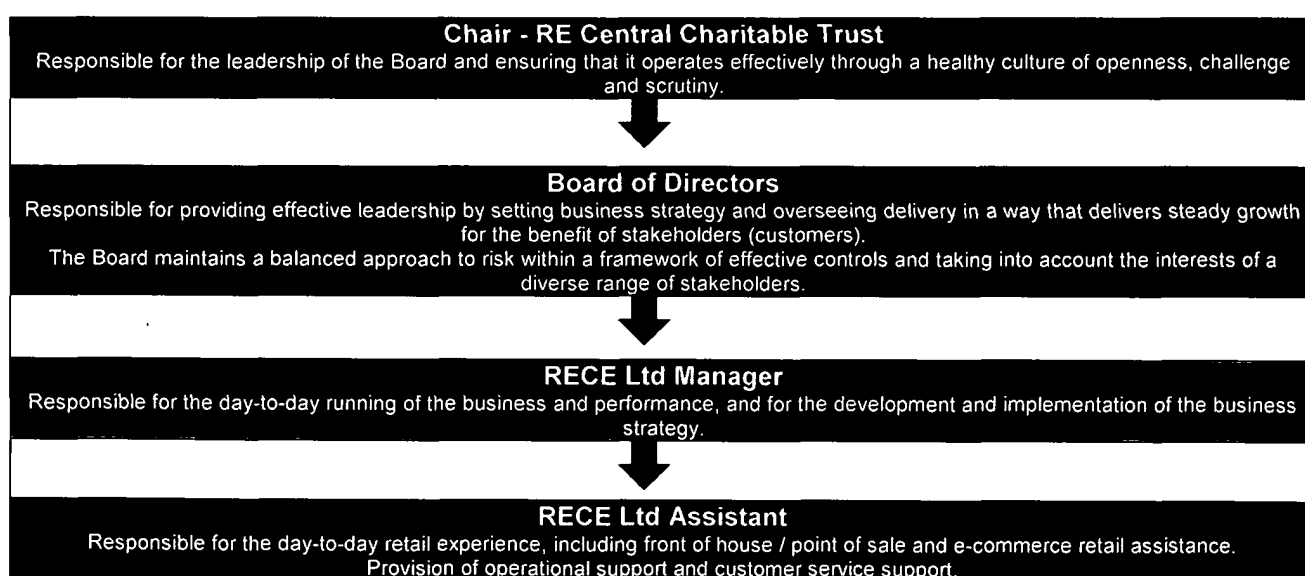 Chair - RE Central Charitable Trust
Responsible for the leadership of the Board and ensuring that it operates effectively through a healthy culture of openness, challenge
and scrutiny.
Board of Directors
Responsible for providing effective leadership by setting business strategy and overseeing delivery in a way that delivers steady growth
for the benefit of stakeholders (customers).
The Board maintains a balanced approach to risk within a framework of effective controls and taking into account the interests of a
diverse range of stakeholders.
RECE Ltd Manager
Responsible for the day-to-day running of the business and performance, and for the development and implementation of the business
strategy.
RECE Ltd Assistant
Responsible for the day-to-day retail experience, including front of house / point of sale and e-commerce retail assistance.
Provision of operational support and customer service support.